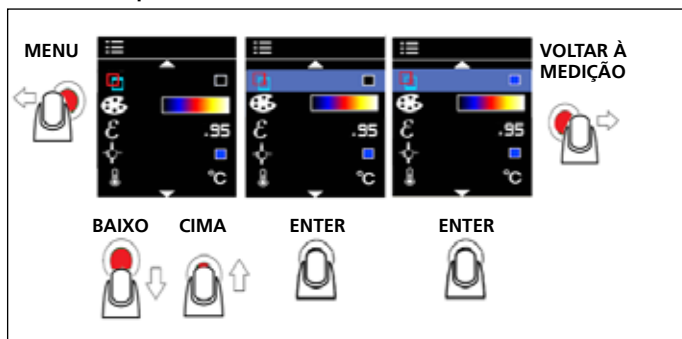 MENU
VOLTAR À
MEDIÇÃO
ε
.95
°C
ε
.95
°C
ε
.95
°C
BAIXO CIMA ENTER ENTER